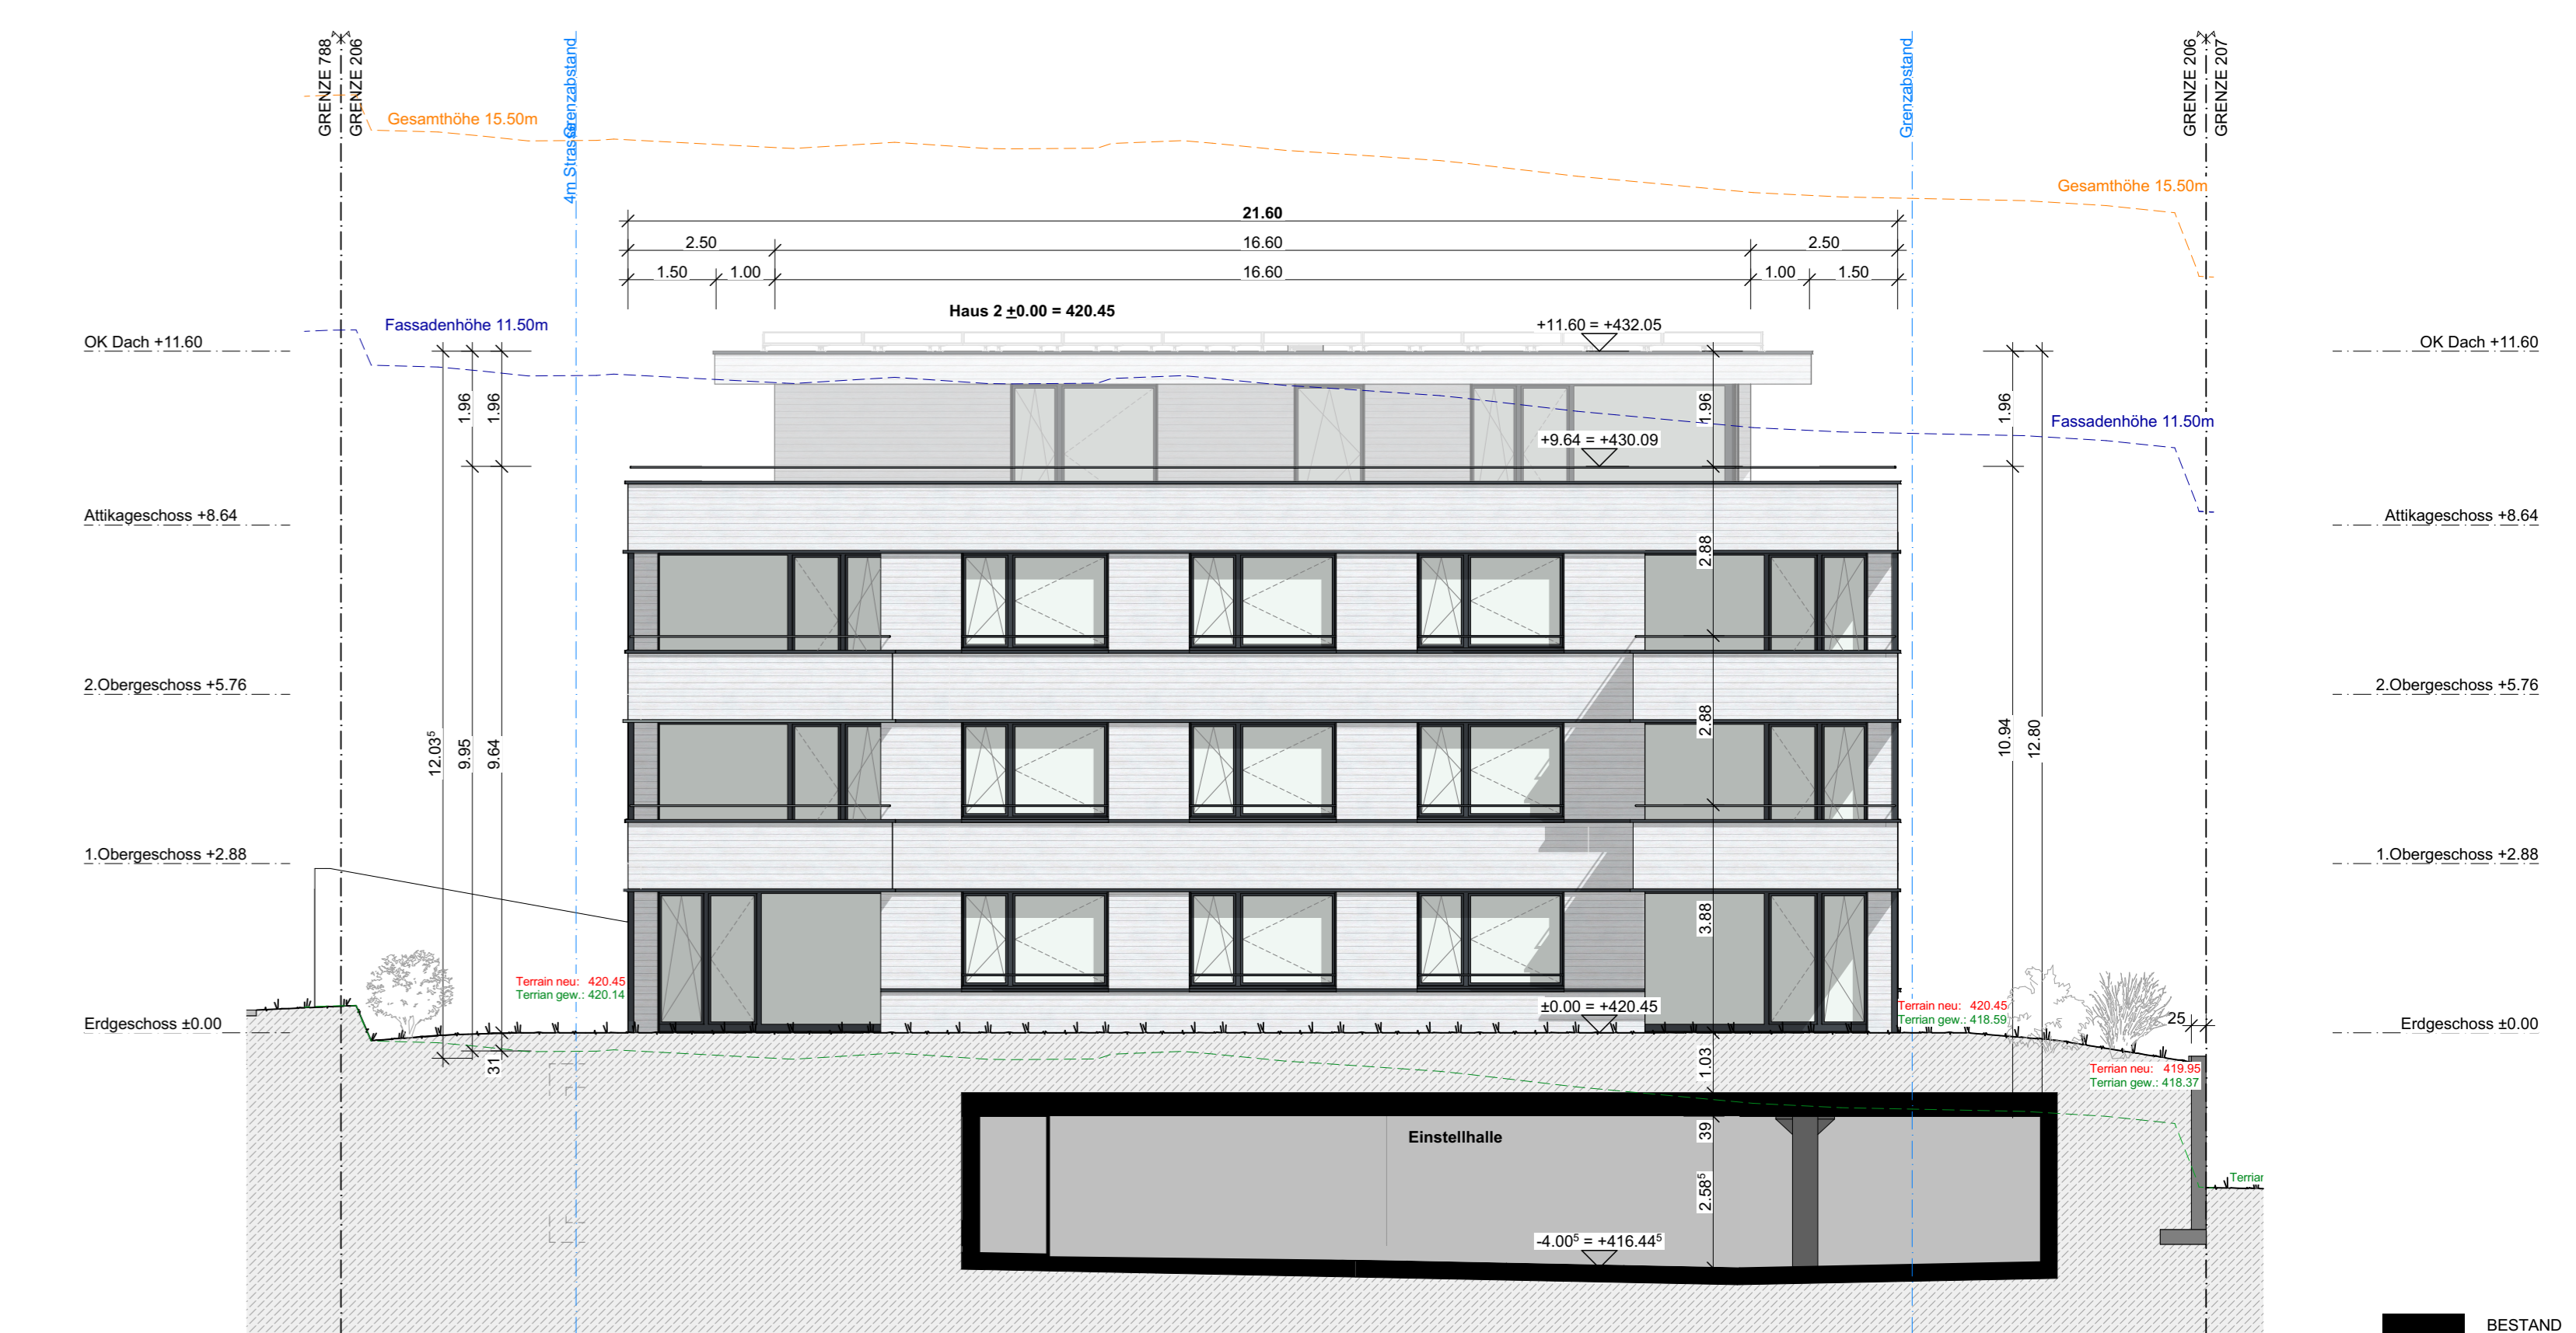 GRENZE 788
GRENZE 206
4m Strasse
Grenzabstand
Grenzabstand
GRENZE 206
GRENZE 207
Gesamthöhe 15.50m
Gesamthöhe 15.50m
21.60
2.50
16.60
2.50
1.50
1.00
16.60
1.00
1.50
Haus 2 ±0.00 = 420.45
Fassadenhöhe 11.50m
+11.60 = +432.05
OK Dach +11.60
OK Dach +11.60
1.96
1.96
1.96
1.96
Fassadenhöhe 11.50m
+9.64 = +430.09
Attikageschoss +8.64
Attikageschoss +8.64
2.88
2.Obergeschoss +5.76
2.Obergeschoss +5.76
12.03⁵
9.95
9.64
2.88
10.94
12.80
1.Obergeschoss +2.88
1.Obergeschoss +2.88
3.88
Terrain neu: 420.45
Terrian gew.: 420.14
±0.00 = +420.45
Terrain neu: 420.45
Terrian gew.: 418.59
25
Erdgeschoss ±0.00
Erdgeschoss ±0.00
31
1.03
Terrian neu: 419.95
Terrian gew.: 418.37
Einstellhalle
39
2.58⁵
-4.00⁵ = +416.44⁵
Terrian
BESTAND